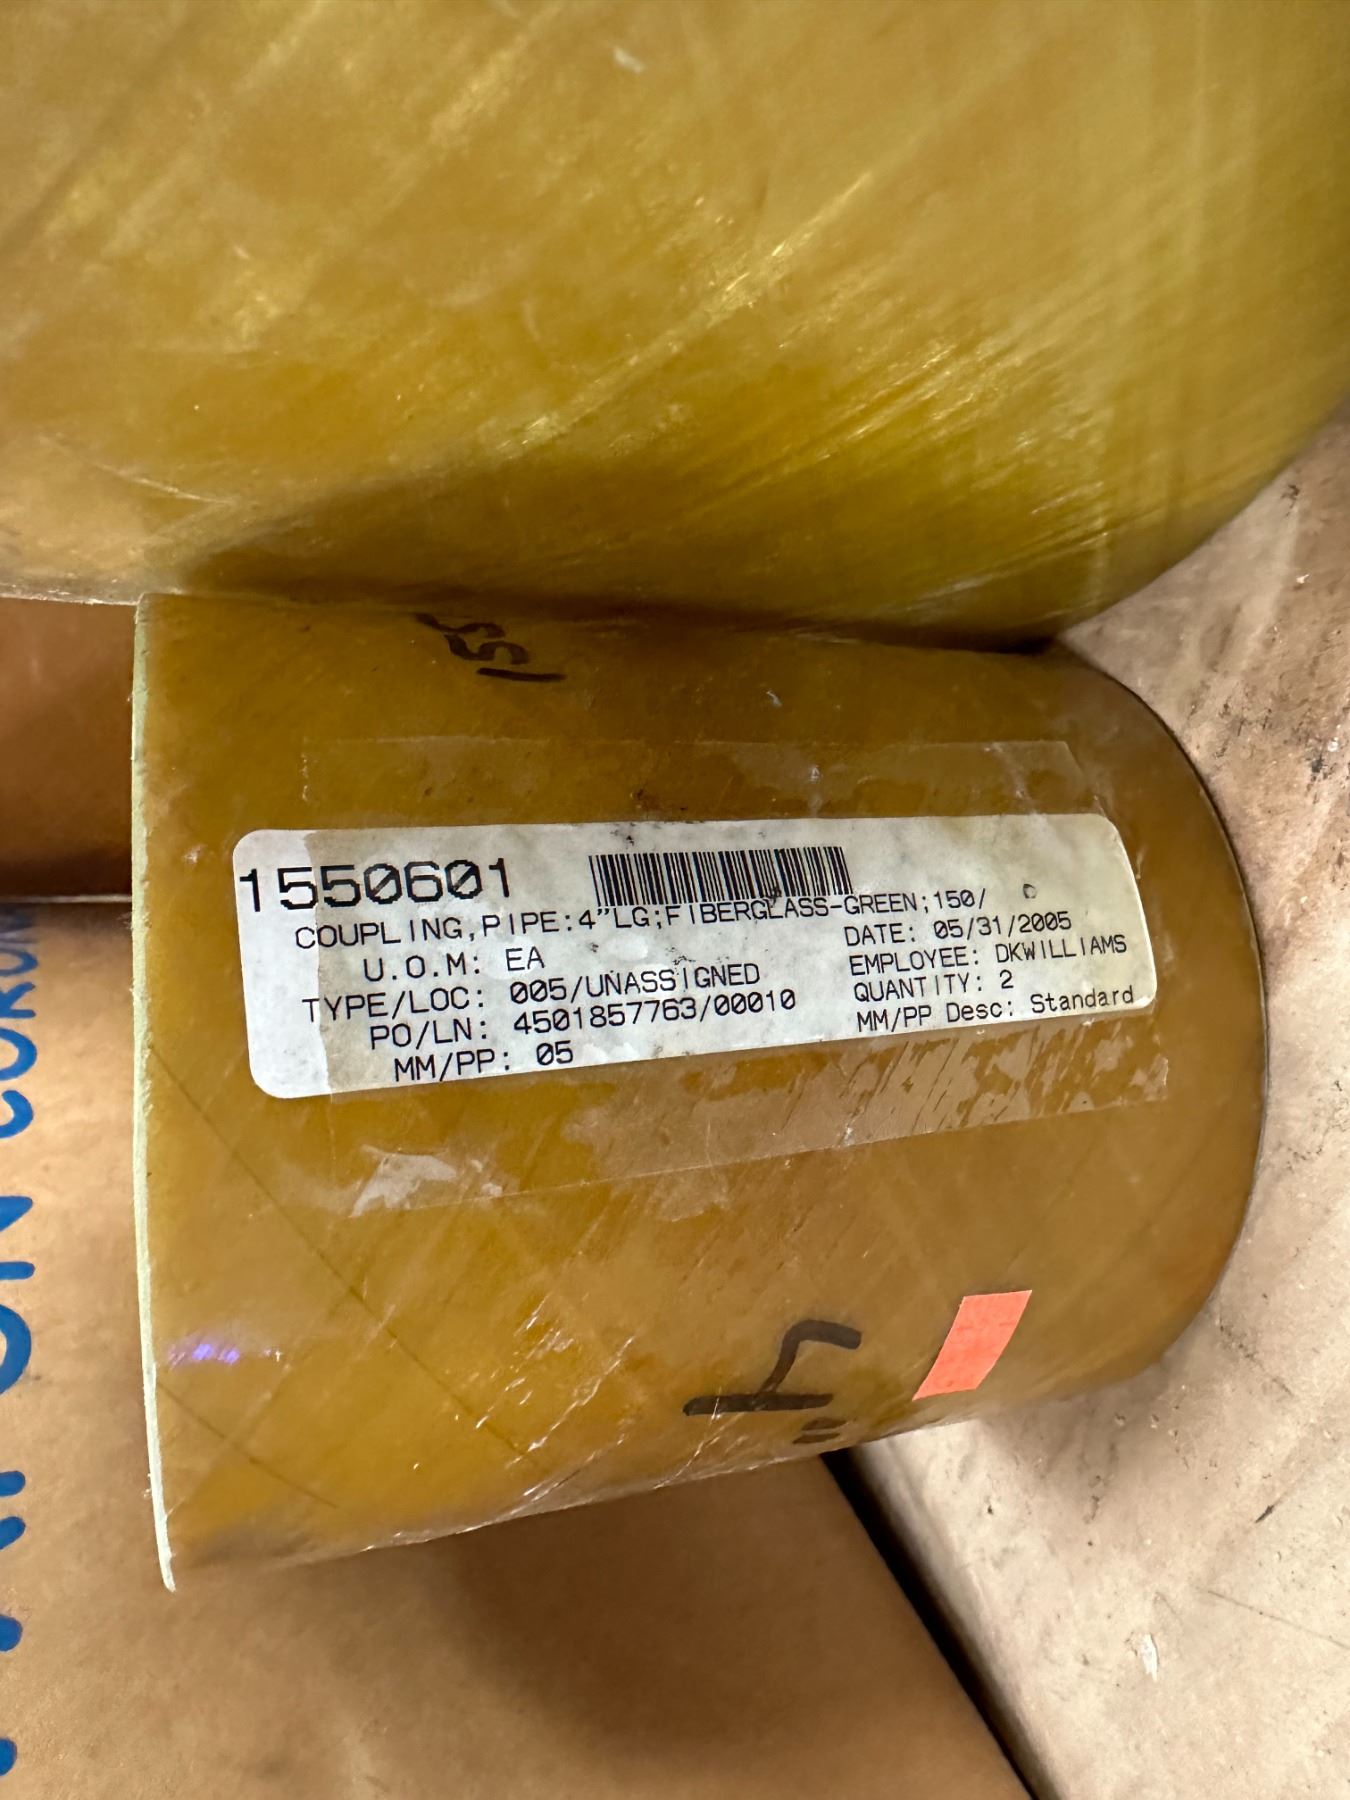 1550601
COUPLING,PIPE:4"LG;FIBERGLASS-GREEN;150/
U.O.M: EA
DATE: 05/31/2005
TYPE/LOC: 005/UNASSIGNED
EMPLOYEE: DKWILLIAMS
PO/LN: 4501857763/00010
QUANTITY: 2
MM/PP: 05
MM/PP Desc: Standard
4"